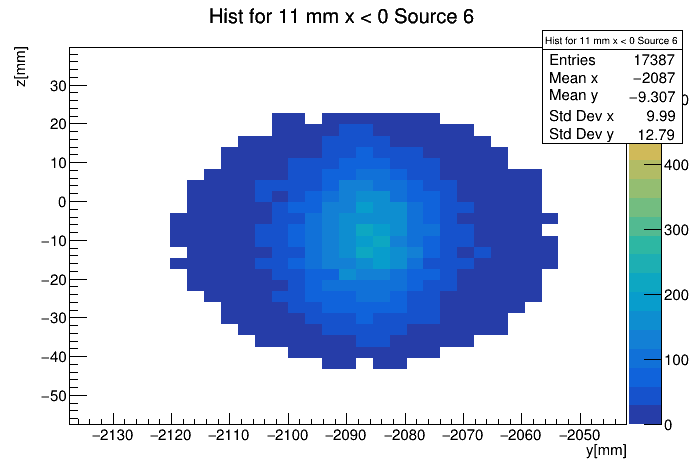 Hist for 11 mm x < 0 Source 6
z[mm]
Hist for 11 mm x < 0 Source 6
Entries 17387
Mean x −2087
Mean y −9.307
Std Dev x 9.99
Std Dev y 12.79
30
20
10
0
−10
−20
−30
−40
−50
0
400
300
200
100
0
−2130 −2120 −2110 −2100 −2090 −2080 −2070 −2060 −2050
y[mm]